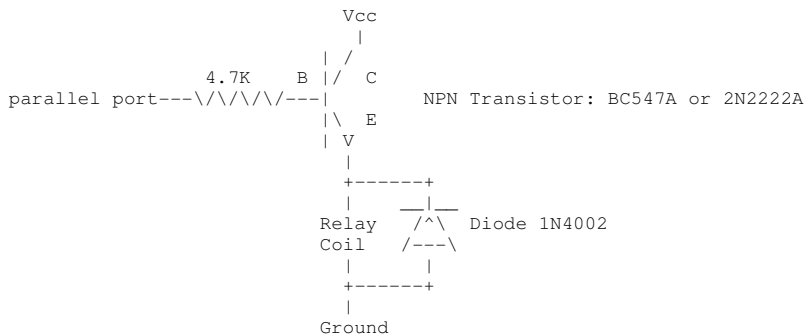 Vcc
4.7K B C
parallel port NPN Transistor: BC547A or 2N2222A
E
V
Relay Diode 1N4002
Coil
Ground